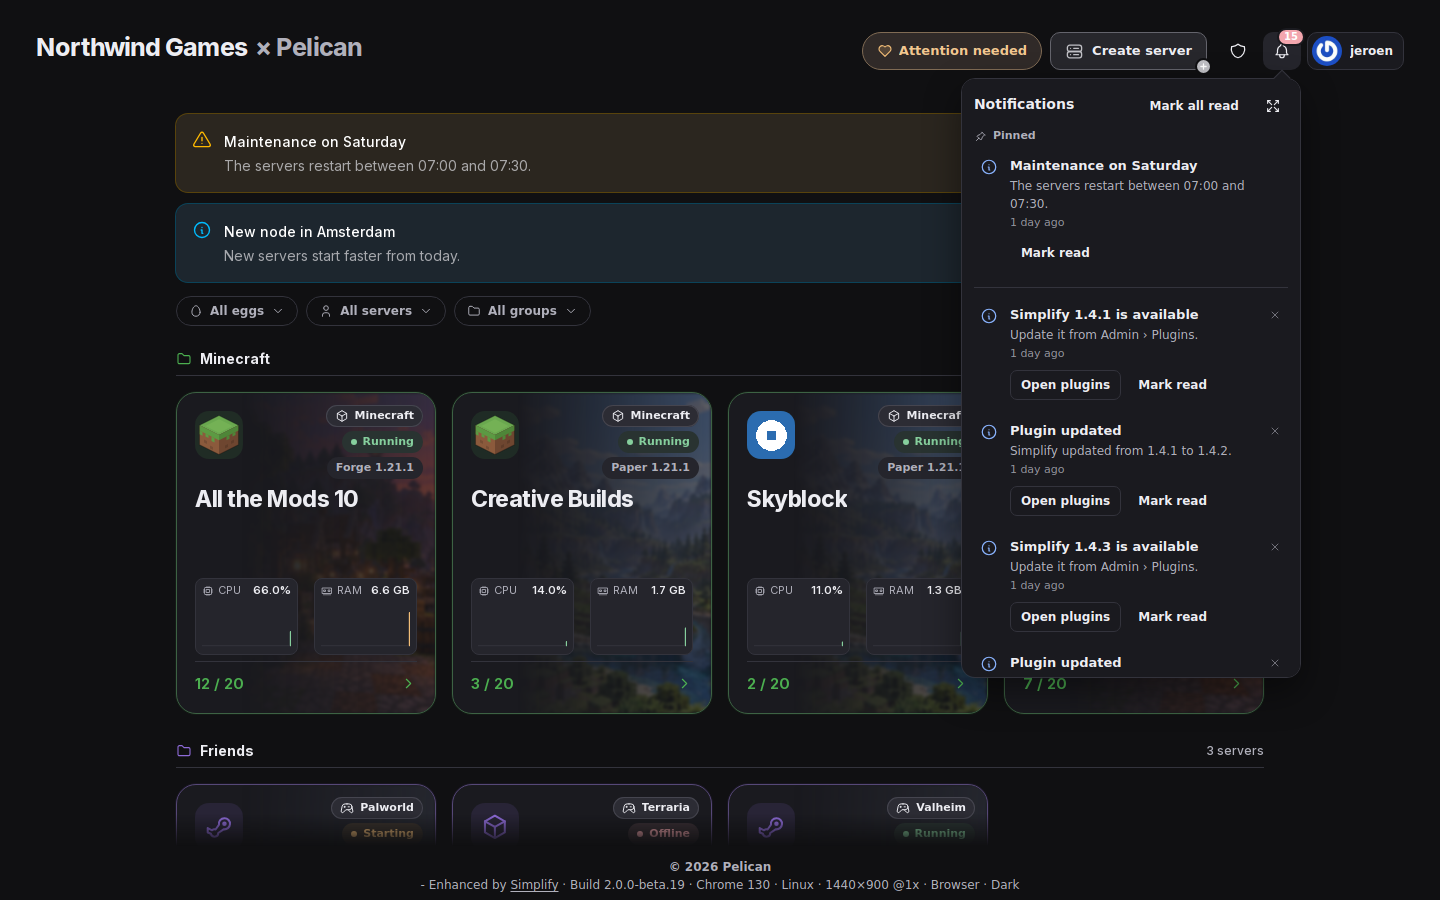 Northwind Games × Pelican
Attention needed
Create server
15
jeroen
Notifications
Mark all read
Pinned
Maintenance on Saturday
The servers restart between 07:00 and
07:30.
1 day ago
Mark read
Simplify 1.4.1 is available
Update it from Admin › Plugins.
1 day ago
Open plugins
Mark read
Plugin updated
Simplify updated from 1.4.1 to 1.4.2.
1 day ago
Open plugins
Mark read
Simplify 1.4.3 is available
Update it from Admin › Plugins.
1 day ago
Open plugins
Mark read
Plugin updated
Maintenance on Saturday
The servers restart between 07:00 and 07:30.
New node in Amsterdam
New servers start faster from today.
All eggs
All servers
All groups
Minecraft
Minecraft
Running
Forge 1.21.1
All the Mods 10
CPU 66.0%
RAM 6.6 GB
12 / 20
Minecraft
Running
Paper 1.21.1
Creative Builds
CPU 14.0%
RAM 1.7 GB
3 / 20
Minecraft
Running
Paper 1.21.1
Skyblock
CPU 11.0%
RAM 1.3 GB
2 / 20
7 / 20
Friends
3 servers
Palworld
Starting
Terraria
Offline
Valheim
Running
© 2026 Pelican
- Enhanced by Simplify · Build 2.0.0-beta.19 · Chrome 130 · Linux · 1440×900 @1x · Browser · Dark